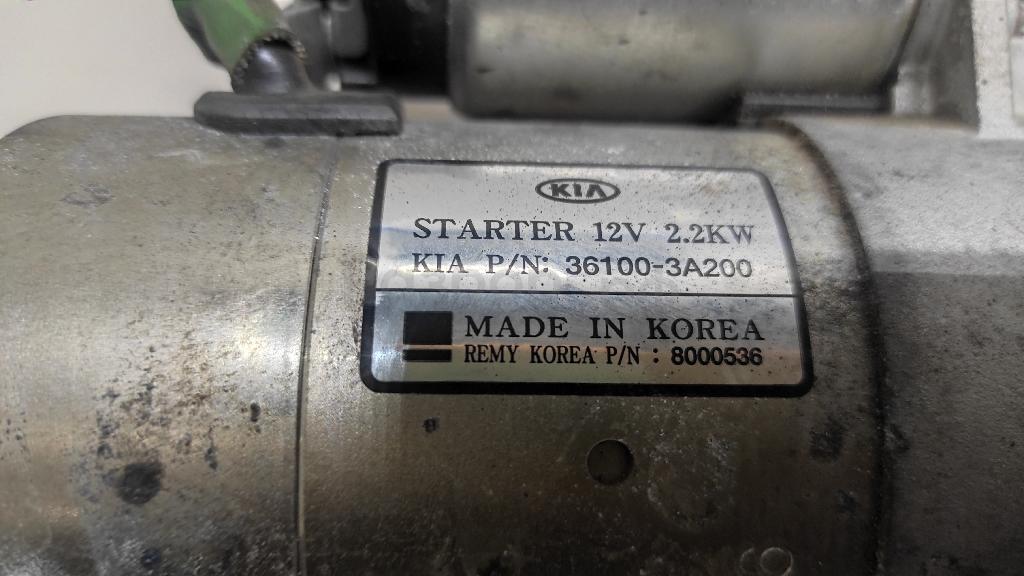 KIA
STARTER 12V 2.2KW
KIA P/N: 36100-3A200
MADE IN KOREA
REMY KOREA P/N : 8000536